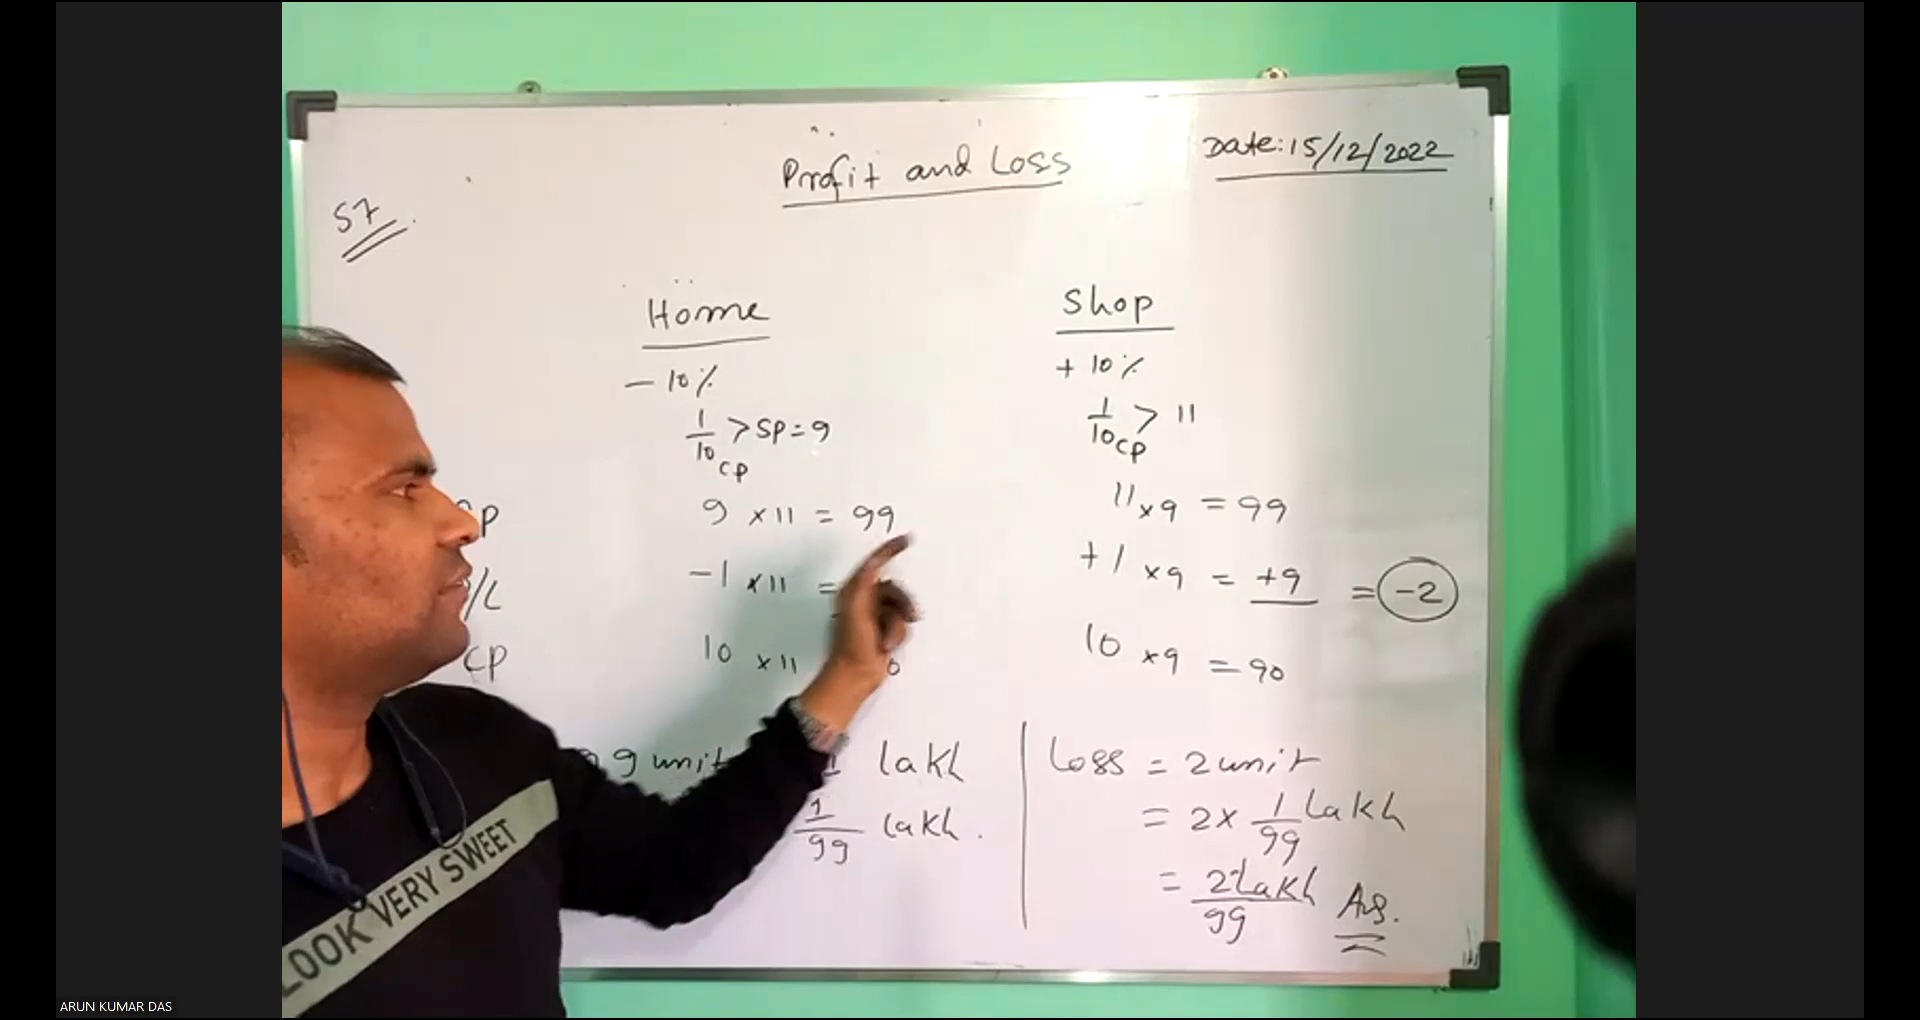 Profit and Loss
Date: 15/12/2022
57
Home
Shop
- 10%
+ 10%
1/10 CP > SP = 9
1/10 CP > 11
9 × 11 = 99
11 × 9 = 99
P/L
-1 × 11 =
+1 × 9 = +9 = -2
CP
10 × 11
10 × 9 = 90
9 unit
lakh
1/99 lakh.
Loss = 2 unit
= 2 × 1/99 lakh
= 2 lakh/99 Ans.
LOOK VERY SWEET
ARUN KUMAR DAS